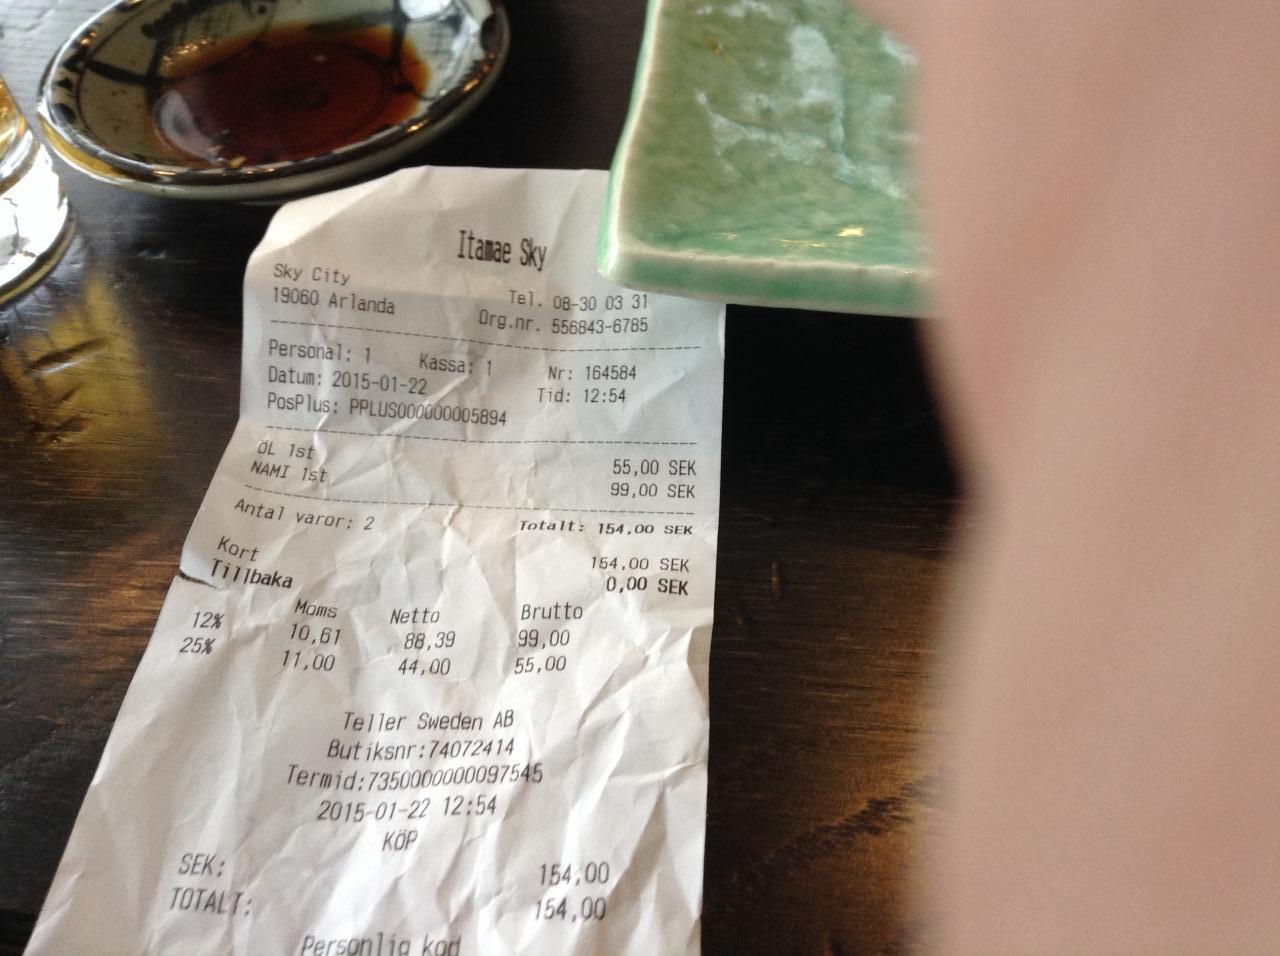 Itamae Sky
Sky City
19060 Arlanda
Tel. 08-30 03 31
Org.nr. 556843-6785
Personal: 1 Kassa: 1 Nr: 164584
Datum: 2015-01-22 Tid: 12:54
PosPlus: PPLUS000000005894
ÖL 1st 55,00 SEK
NAMI 1st 99,00 SEK
Antal varor: 2 Totalt: 154,00 SEK
Kort 154,00 SEK
Tillbaka 0,00 SEK
Moms Netto Brutto
12% 10,61 88,39 99,00
25% 11,00 44,00 55,00
Teller Sweden AB
Butiksnr:74072414
Termid:7350000000097545
2015-01-22 12:54
KÖP
SEK: 154,00
TOTALT: 154,00
Personlig kod